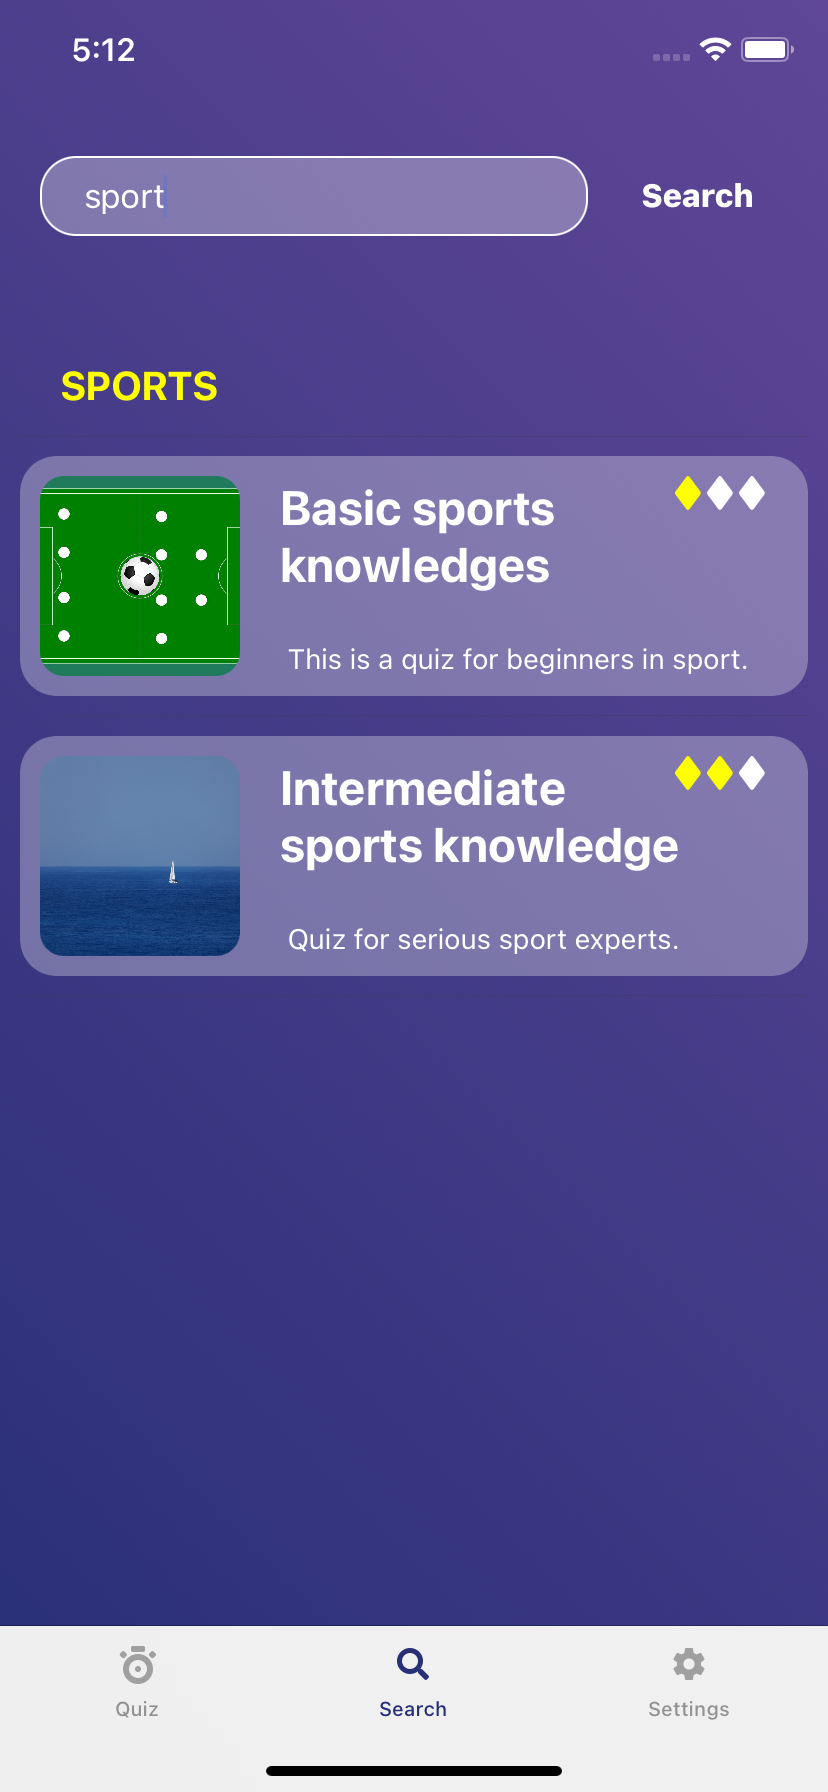 5:12
sport
Search
SPORTS
Basic sports
knowledges
This is a quiz for beginners in sport.
Intermediate
sports knowledge
Quiz for serious sport experts.
Quiz
Search
Settings